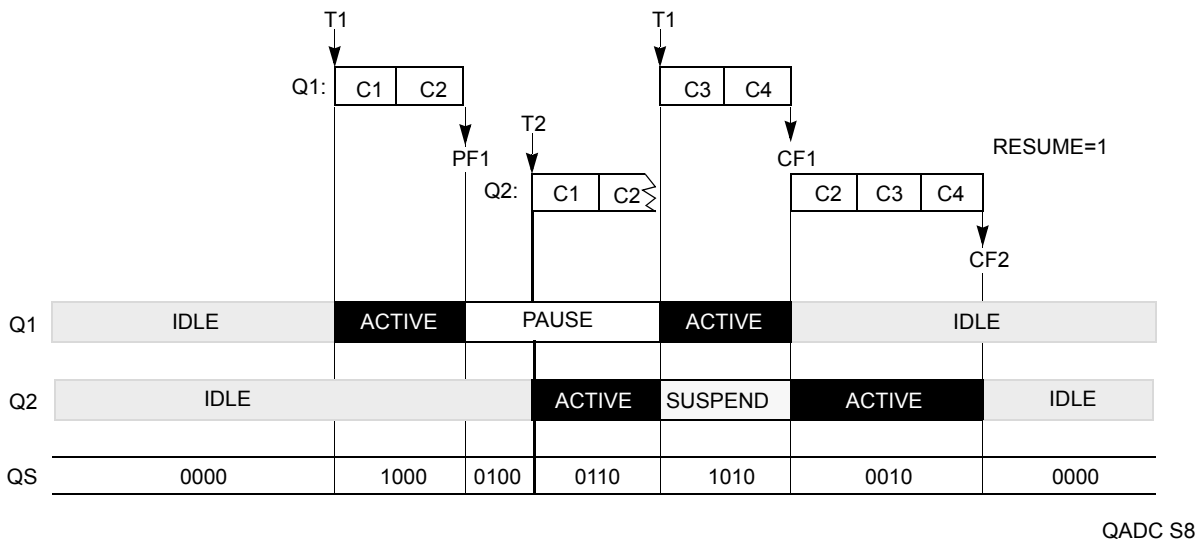 T1 T1
Q1: C1 C2 C3 C4
T2
PF1 CF1 RESUME=1
Q2: C1 C2 C2 C3 C4
CF2
Q1 IDLE ACTIVE PAUSE ACTIVE IDLE
Q2 IDLE ACTIVE SUSPEND ACTIVE IDLE
QS 0000 1000 0100 0110 1010 0010 0000
QADC S8